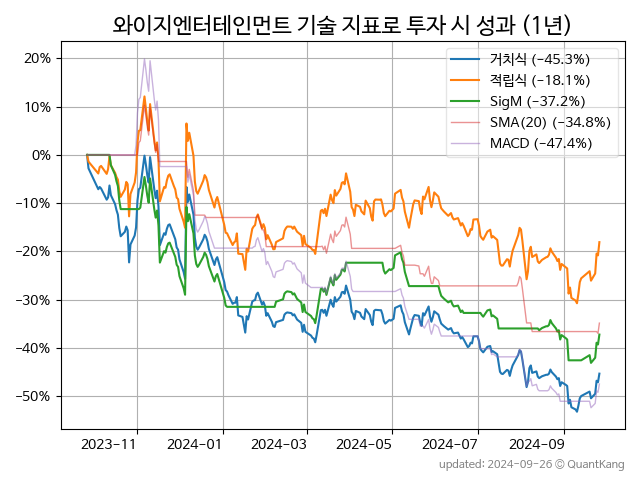 와이지엔터테인먼트 기술 지표로 투자 시 성과 (1년)
거치식 (−45.3%)
적립식 (−18.1%)
SigM (−37.2%)
SMA(20) (−34.8%)
MACD (−47.4%)
20%
10%
0%
−10%
−20%
−30%
−40%
−50%
2023−11
2024−01
2024−03
2024−05
2024−07
2024−09
updated: 2024−09−26 © QuantKang